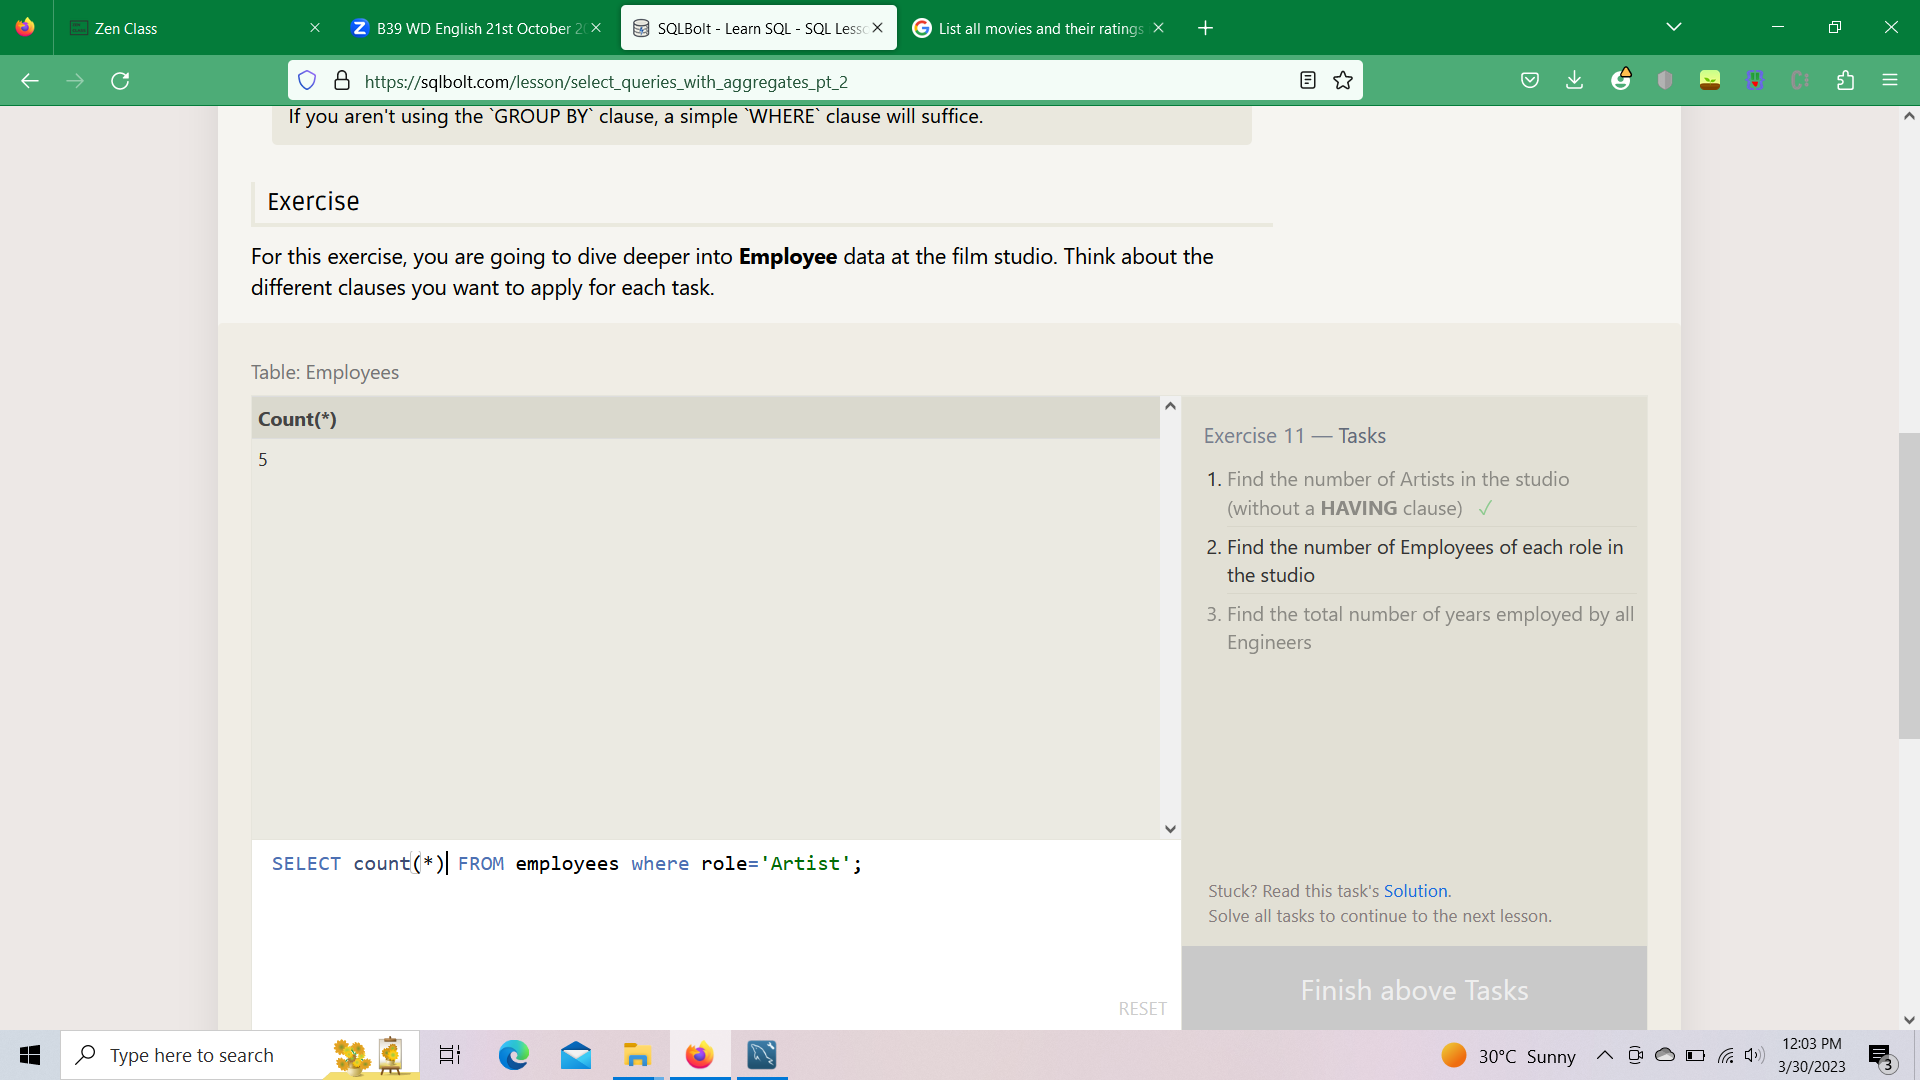 Zen Class
B39 WD English 21st October 2
SQLBolt - Learn SQL - SQL Less
List all movies and their ratings
https://sqlbolt.com/lesson/select_queries_with_aggregates_pt_2
If you aren't using the `GROUP BY` clause, a simple `WHERE` clause will suffice.
Exercise
For this exercise, you are going to dive deeper into Employee data at the film studio. Think about the
different clauses you want to apply for each task.
Table: Employees
Count(*)
5
Exercise 11 — Tasks
1. Find the number of Artists in the studio
(without a HAVING clause) ✓
2. Find the number of Employees of each role in
the studio
3. Find the total number of years employed by all
Engineers
SELECT count(*) FROM employees where role='Artist';
Stuck? Read this task's Solution.
Solve all tasks to continue to the next lesson.
RESET
Finish above Tasks
Type here to search
30°C Sunny
12:03 PM
3/30/2023
3